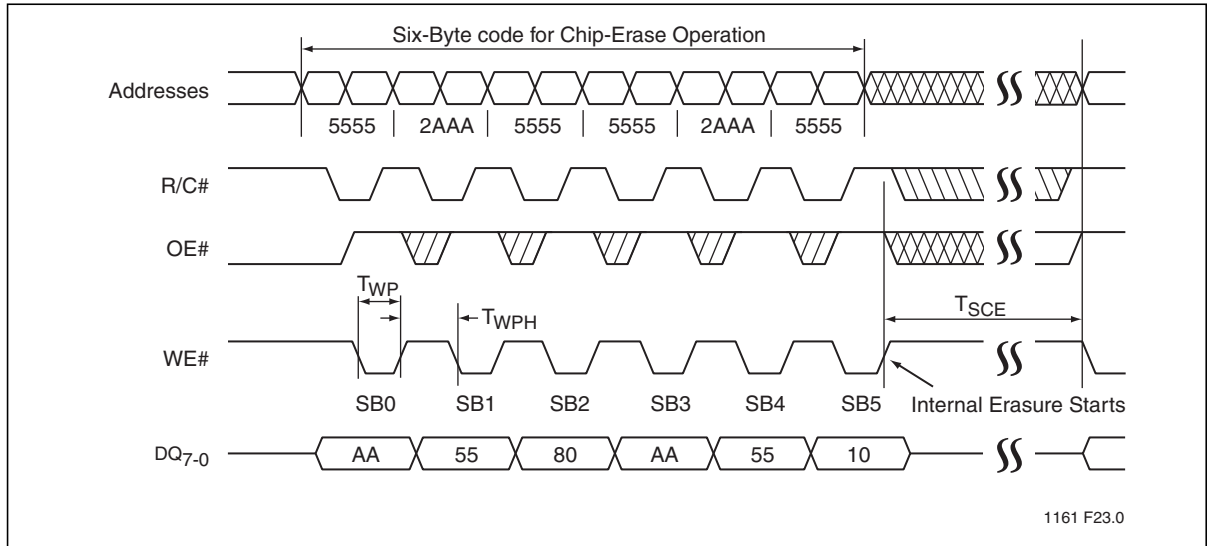 Six-Byte code for Chip-Erase Operation
Addresses
5555 2AAA 5555 5555 2AAA 5555
R/C#
OE#
TWP
TWPH
TSCE
WE#
SB0 SB1 SB2 SB3 SB4 SB5 Internal Erasure Starts
DQ7-0 AA 55 80 AA 55 10
1161 F23.0